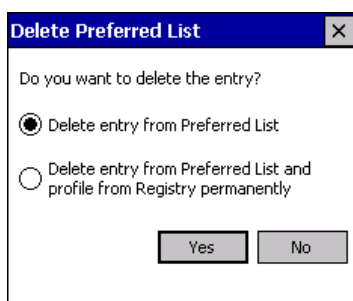 Delete Preferred List
Do you want to delete the entry?
Delete entry from Preferred List
Delete entry from Preferred List and
profile from Registry permanently
Yes No